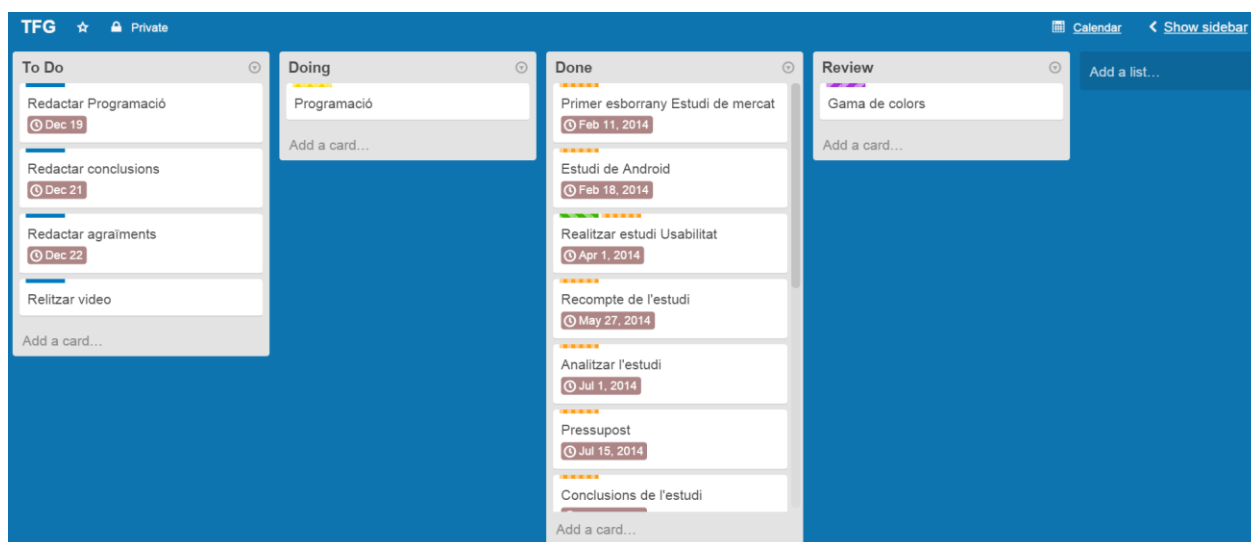 TFG
Private
Calendar
Show sidebar
To Do
Redactar Programació
Dec 19
Redactar conclusions
Dec 21
Redactar agraïments
Dec 22
Relitzar video
Add a card...
Doing
Programació
Add a card...
Done
Primer esborrany Estudi de mercat
Feb 11, 2014
Estudi de Android
Feb 18, 2014
Realitzar estudi Usabilitat
Apr 1, 2014
Recompte de l'estudi
May 27, 2014
Analitzar l'estudi
Jul 1, 2014
Pressupost
Jul 15, 2014
Conclusions de l'estudi
Add a card...
Review
Gama de colors
Add a card...
Add a list...